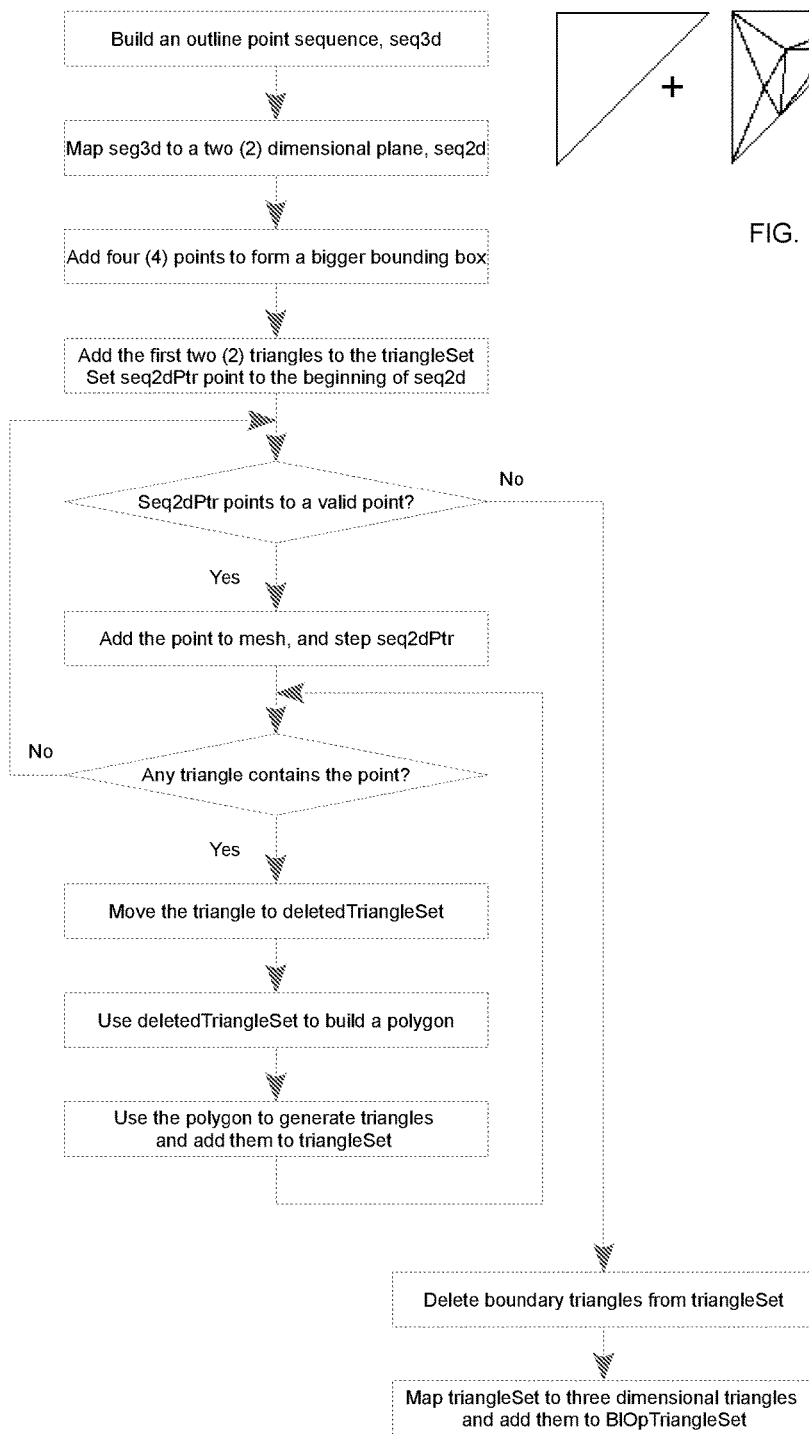 Build an outline point sequence, seq3d
+
Map seg3d to a two (2) dimensional plane, seq2d
FIG.
Add four (4) points to form a bigger bounding box
Add the first two (2) triangles to the triangleSet
Set seq2dPtr point to the beginning of seq2d
No
Seq2dPtr points to a valid point?
Yes
Add the point to mesh, and step seq2dPtr
No
Any triangle contains the point?
Yes
Move the triangle to deletedTriangleSet
Use deletedTriangleSet to build a polygon
Use the polygon to generate triangles
and add them to triangleSet
Delete boundary triangles from triangleSet
Map triangleSet to three dimensional triangles
and add them to BlOpTriangleSet